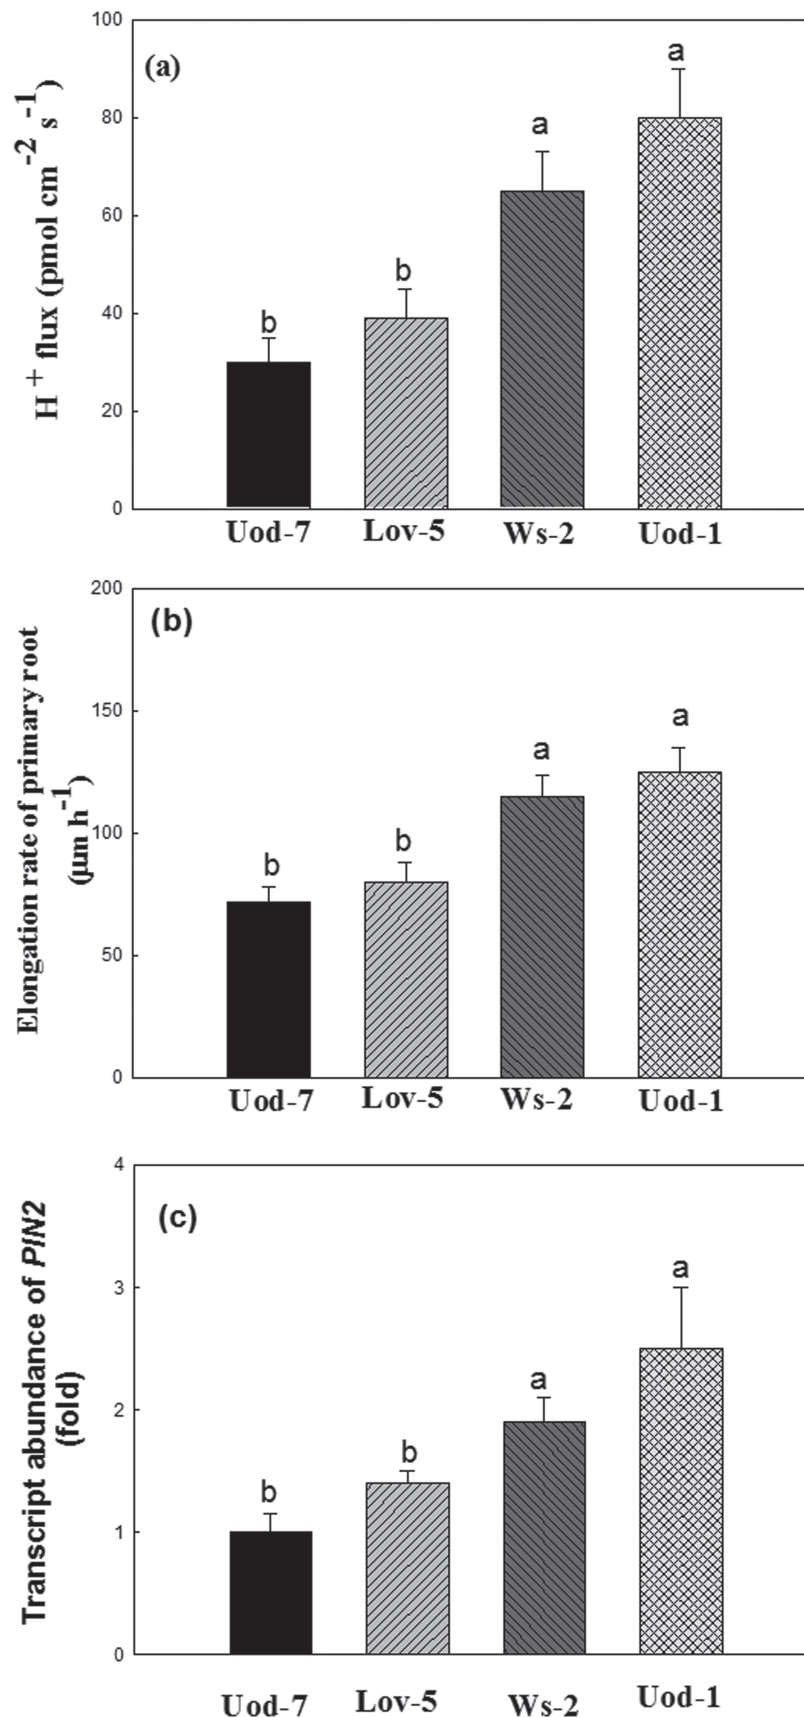 (a)
H⁺ flux (pmol cm⁻² s⁻¹)
100
80
60
40
20
0
b
b
a
a
Uod-7 Lov-5 Ws-2 Uod-1
(b)
Elongation rate of primary root
(µm h⁻¹)
200
150
100
50
0
b
b
a
a
Uod-7 Lov-5 Ws-2 Uod-1
(c)
Transcript abundance of PIN2
(fold)
4
3
2
1
0
b
b
a
a
Uod-7 Lov-5 Ws-2 Uod-1